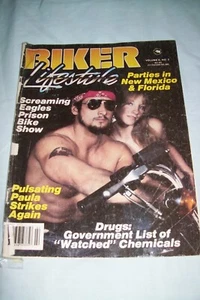 BIKER
Lifestyle
Parties in
New Mexico
& Florida
Screaming
Eagles
Prison
Bike
Show
Pulsating
Paula
Strikes
Again
Drugs:
Government List of
"Watched" Chemicals